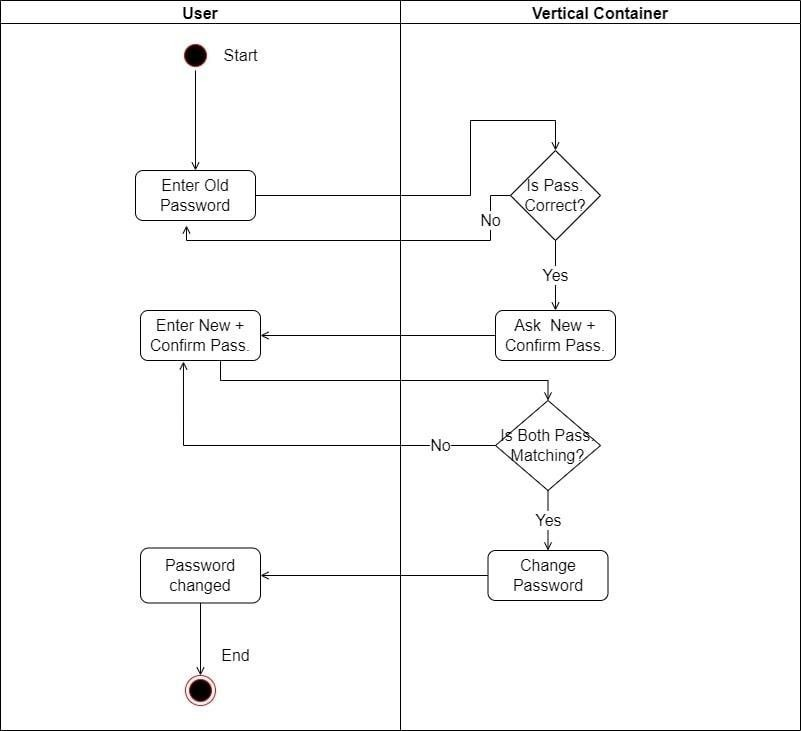 User
Vertical Container
Start
Enter Old
Password
Is Pass.
Correct?
No
Yes
Enter New +
Confirm Pass.
Ask  New +
Confirm Pass.
Is Both Pass.
Matching?
No
Yes
Password
changed
Change
Password
End